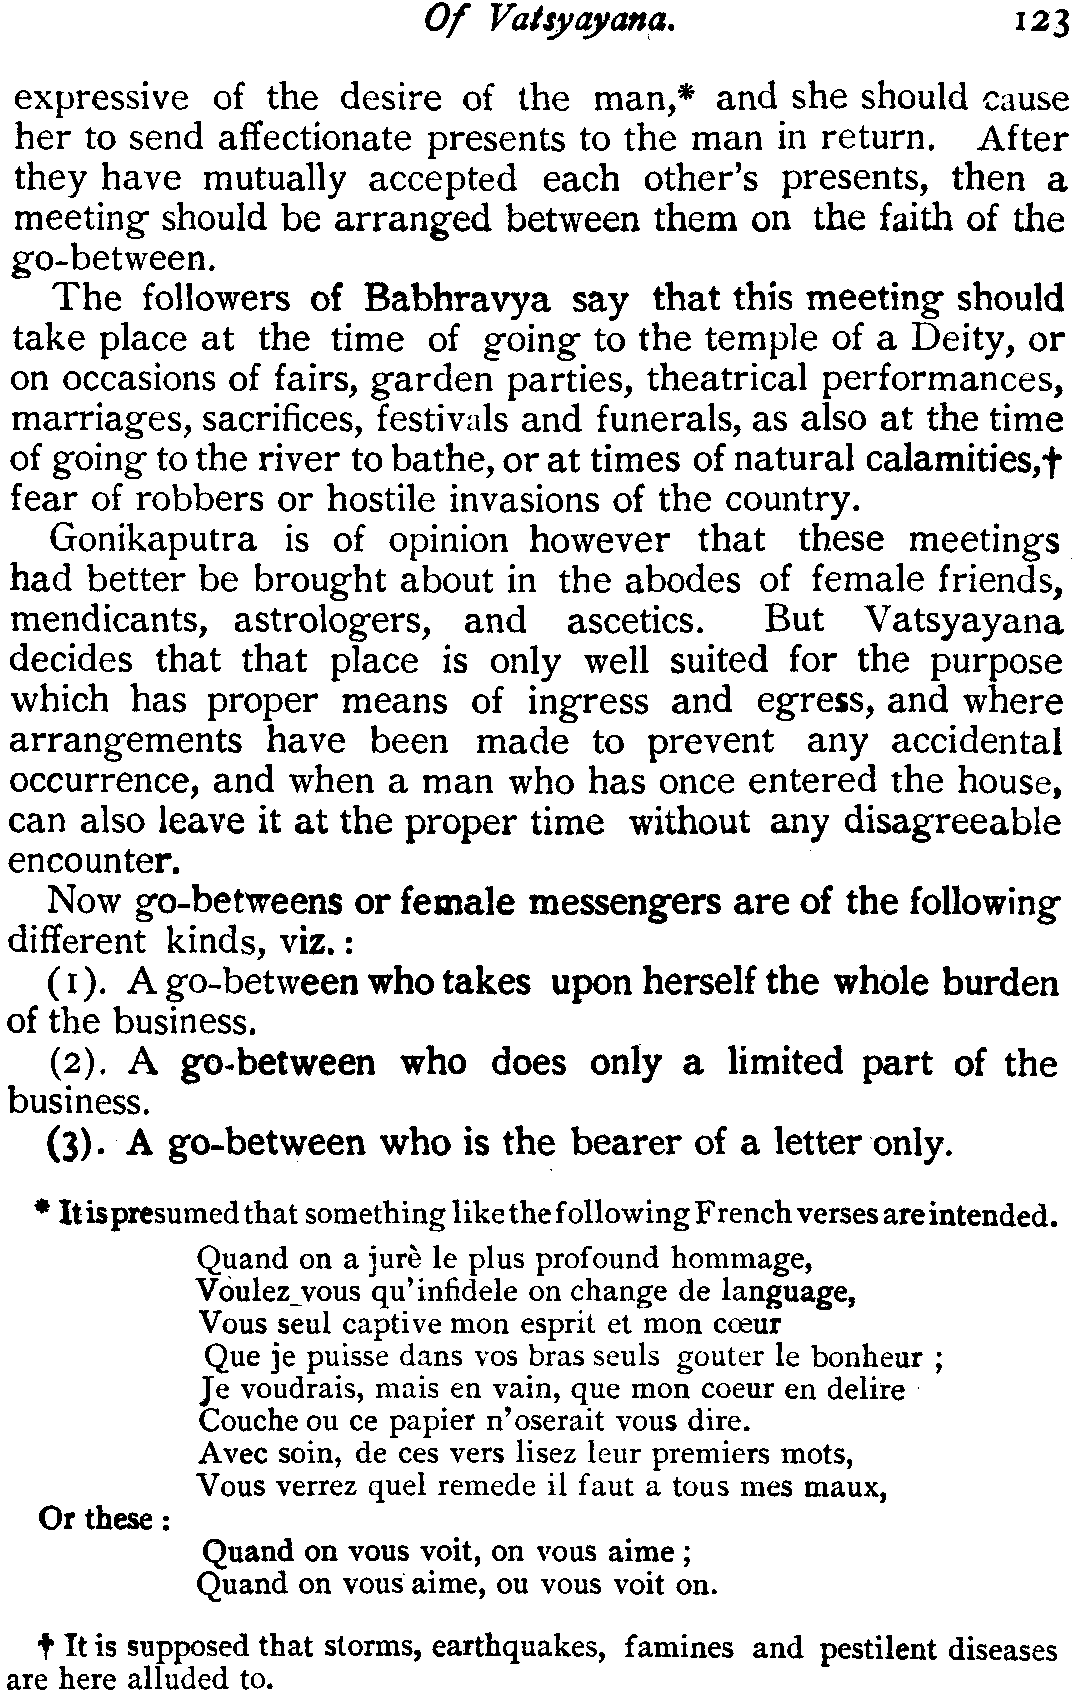 Of Vatsyayana. 123
expressive of the desire of the man,* and she should cause
her to send affectionate presents to the man in return. After
they have mutually accepted each other's presents, then a
meeting should be arranged between them on the faith of the
go-between.
The followers of Babhravya say that this meeting should
take place at the time of going to the temple of a Deity, or
on occasions of fairs, garden parties, theatrical performances,
marriages, sacrifices, festivals and funerals, as also at the time
of going to the river to bathe, or at times of natural calamities,†
fear of robbers or hostile invasions of the country.
Gonikaputra is of opinion however that these meetings
had better be brought about in the abodes of female friends,
mendicants, astrologers, and ascetics. But Vatsyayana
decides that that place is only well suited for the purpose
which has proper means of ingress and egress, and where
arrangements have been made to prevent any accidental
occurrence, and when a man who has once entered the house,
can also leave it at the proper time without any disagreeable
encounter.
Now go-betweens or female messengers are of the following
different kinds, viz. :
(1). A go-between who takes upon herself the whole burden
of the business.
(2). A go-between who does only a limited part of the
business.
(3). A go-between who is the bearer of a letter only.
* It is presumed that something like the following French verses are intended.
Quand on a jurè le plus profound hommage,
Voulez-vous qu'infidele on change de language,
Vous seul captive mon esprit et mon cœur
Que je puisse dans vos bras seuls gouter le bonheur ;
Je voudrais, mais en vain, que mon coeur en delire
Couche ou ce papier n'oserait vous dire.
Avec soin, de ces vers lisez leur premiers mots,
Vous verrez quel remede il faut a tous mes maux,
Or these :
Quand on vous voit, on vous aime ;
Quand on vous aime, ou vous voit on.
† It is supposed that storms, earthquakes, famines and pestilent diseases
are here alluded to.